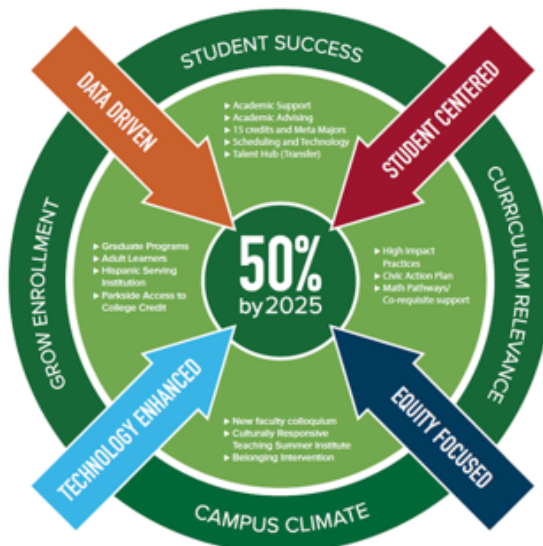 STUDENT SUCCESS
DATA DRIVEN
STUDENT CENTERED
▶ Academic Support
▶ Academic Advising
▶ 15 credits and Meta Majors
▶ Scheduling and Technology
▶ Talent Hub (Transfer)
GROW ENROLLMENT
▶ Graduate Programs
▶ Adult Learners
▶ Hispanic Serving
Institution
▶ Parkside Access to
College Credit
50%
by 2025
▶ High Impact
Practices
▶ Civic Action Plan
▶ Math Pathways/
Co-requisite support
CURRICULUM RELEVANCE
TECHNOLOGY ENHANCED
EQUITY FOCUSED
▶ New faculty colloquium
▶ Culturally Responsive
Teaching Summer Institute
▶ Belonging Intervention
CAMPUS CLIMATE